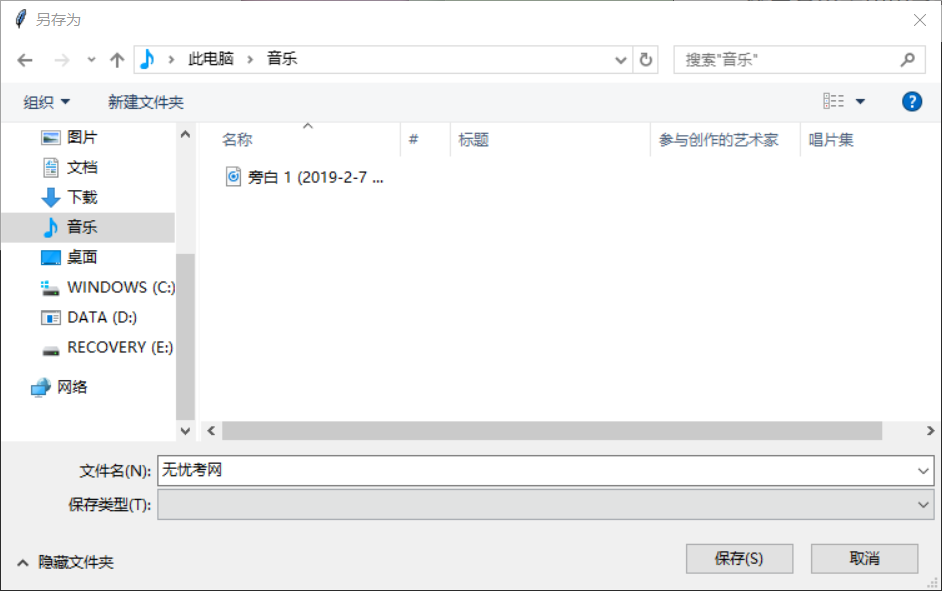 另存为
此电脑 音乐
搜索"音乐"
组织 新建文件夹
名称 # 标题 参与创作的艺术家 唱片集
图片
文档
下载
音乐
桌面
WINDOWS (C:)
DATA (D:)
RECOVERY (E:)
网络
旁白 1 (2019-2-7 ...
文件名(N): 无忧考网
保存类型(T):
隐藏文件夹 保存(S) 取消